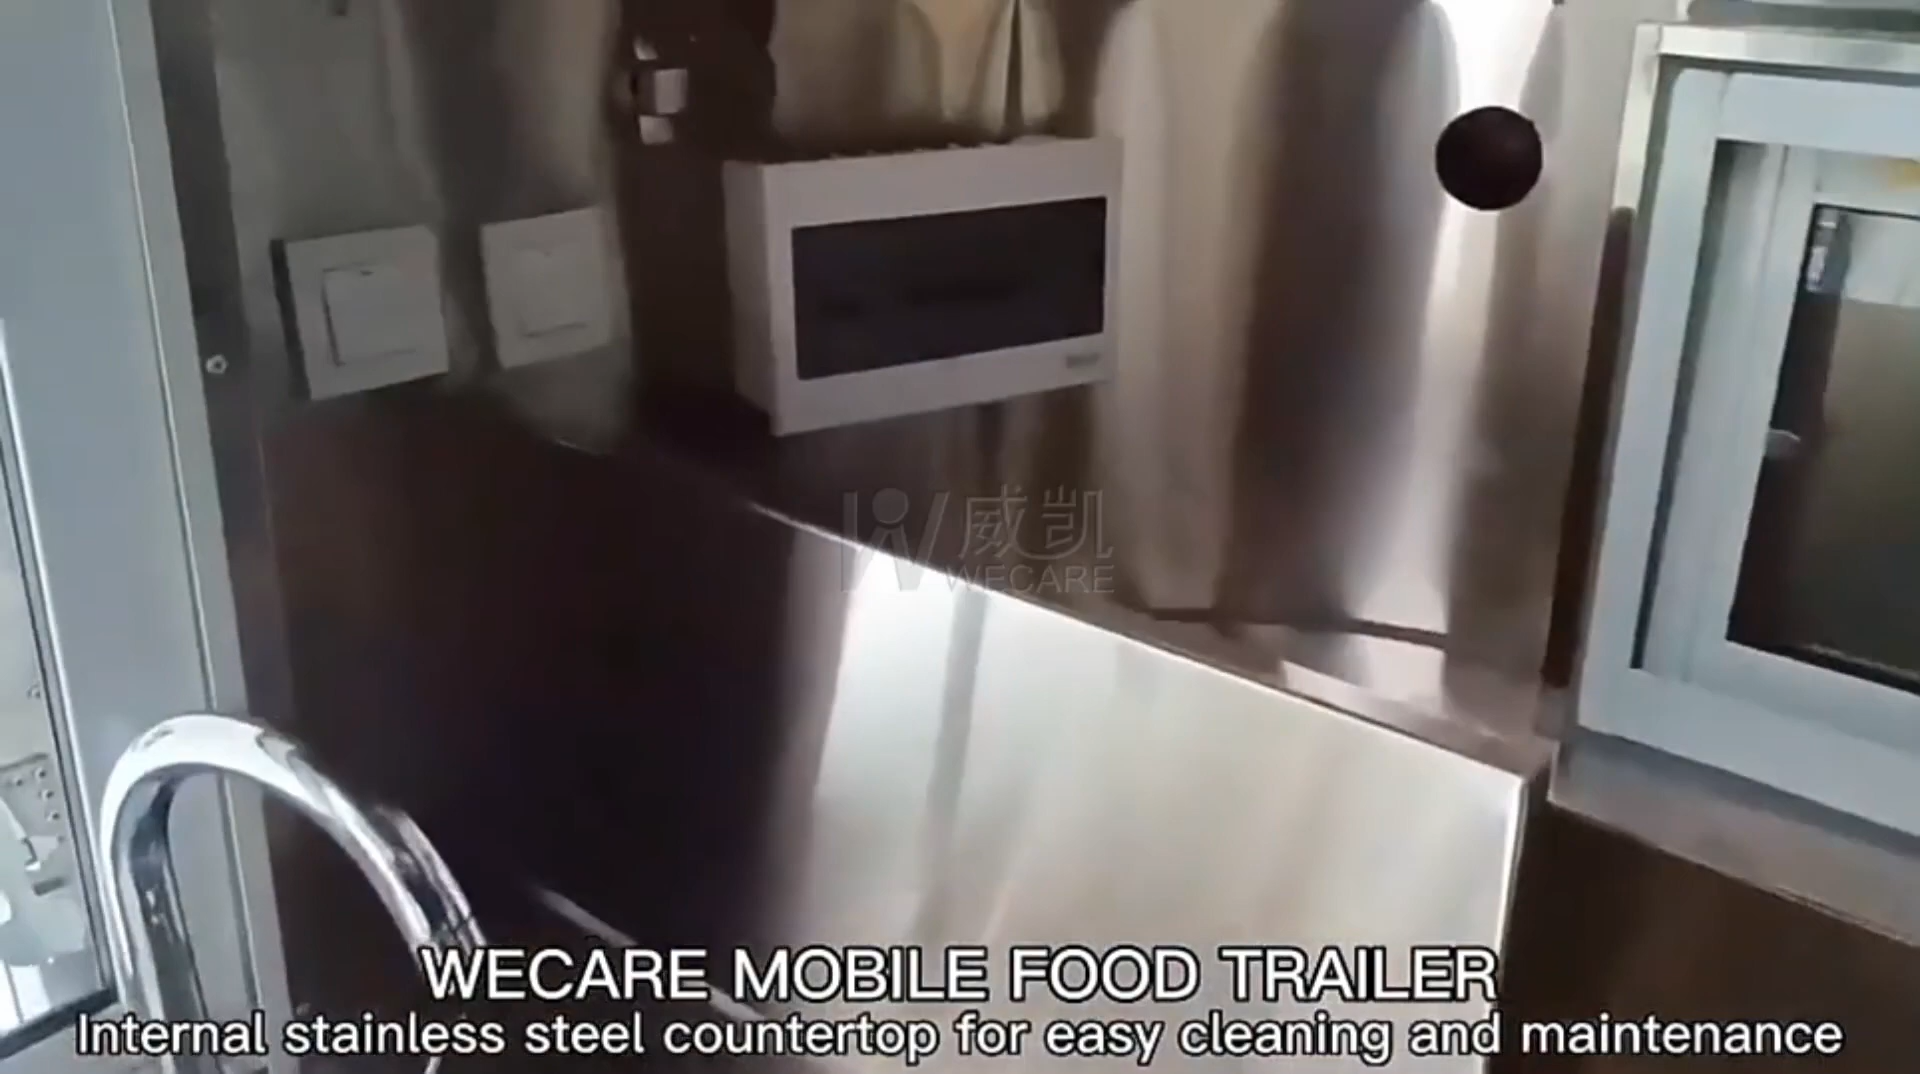 威凯
WECARE
WECARE MOBILE FOOD TRAILER
Internal stainless steel countertop for easy cleaning and maintenance